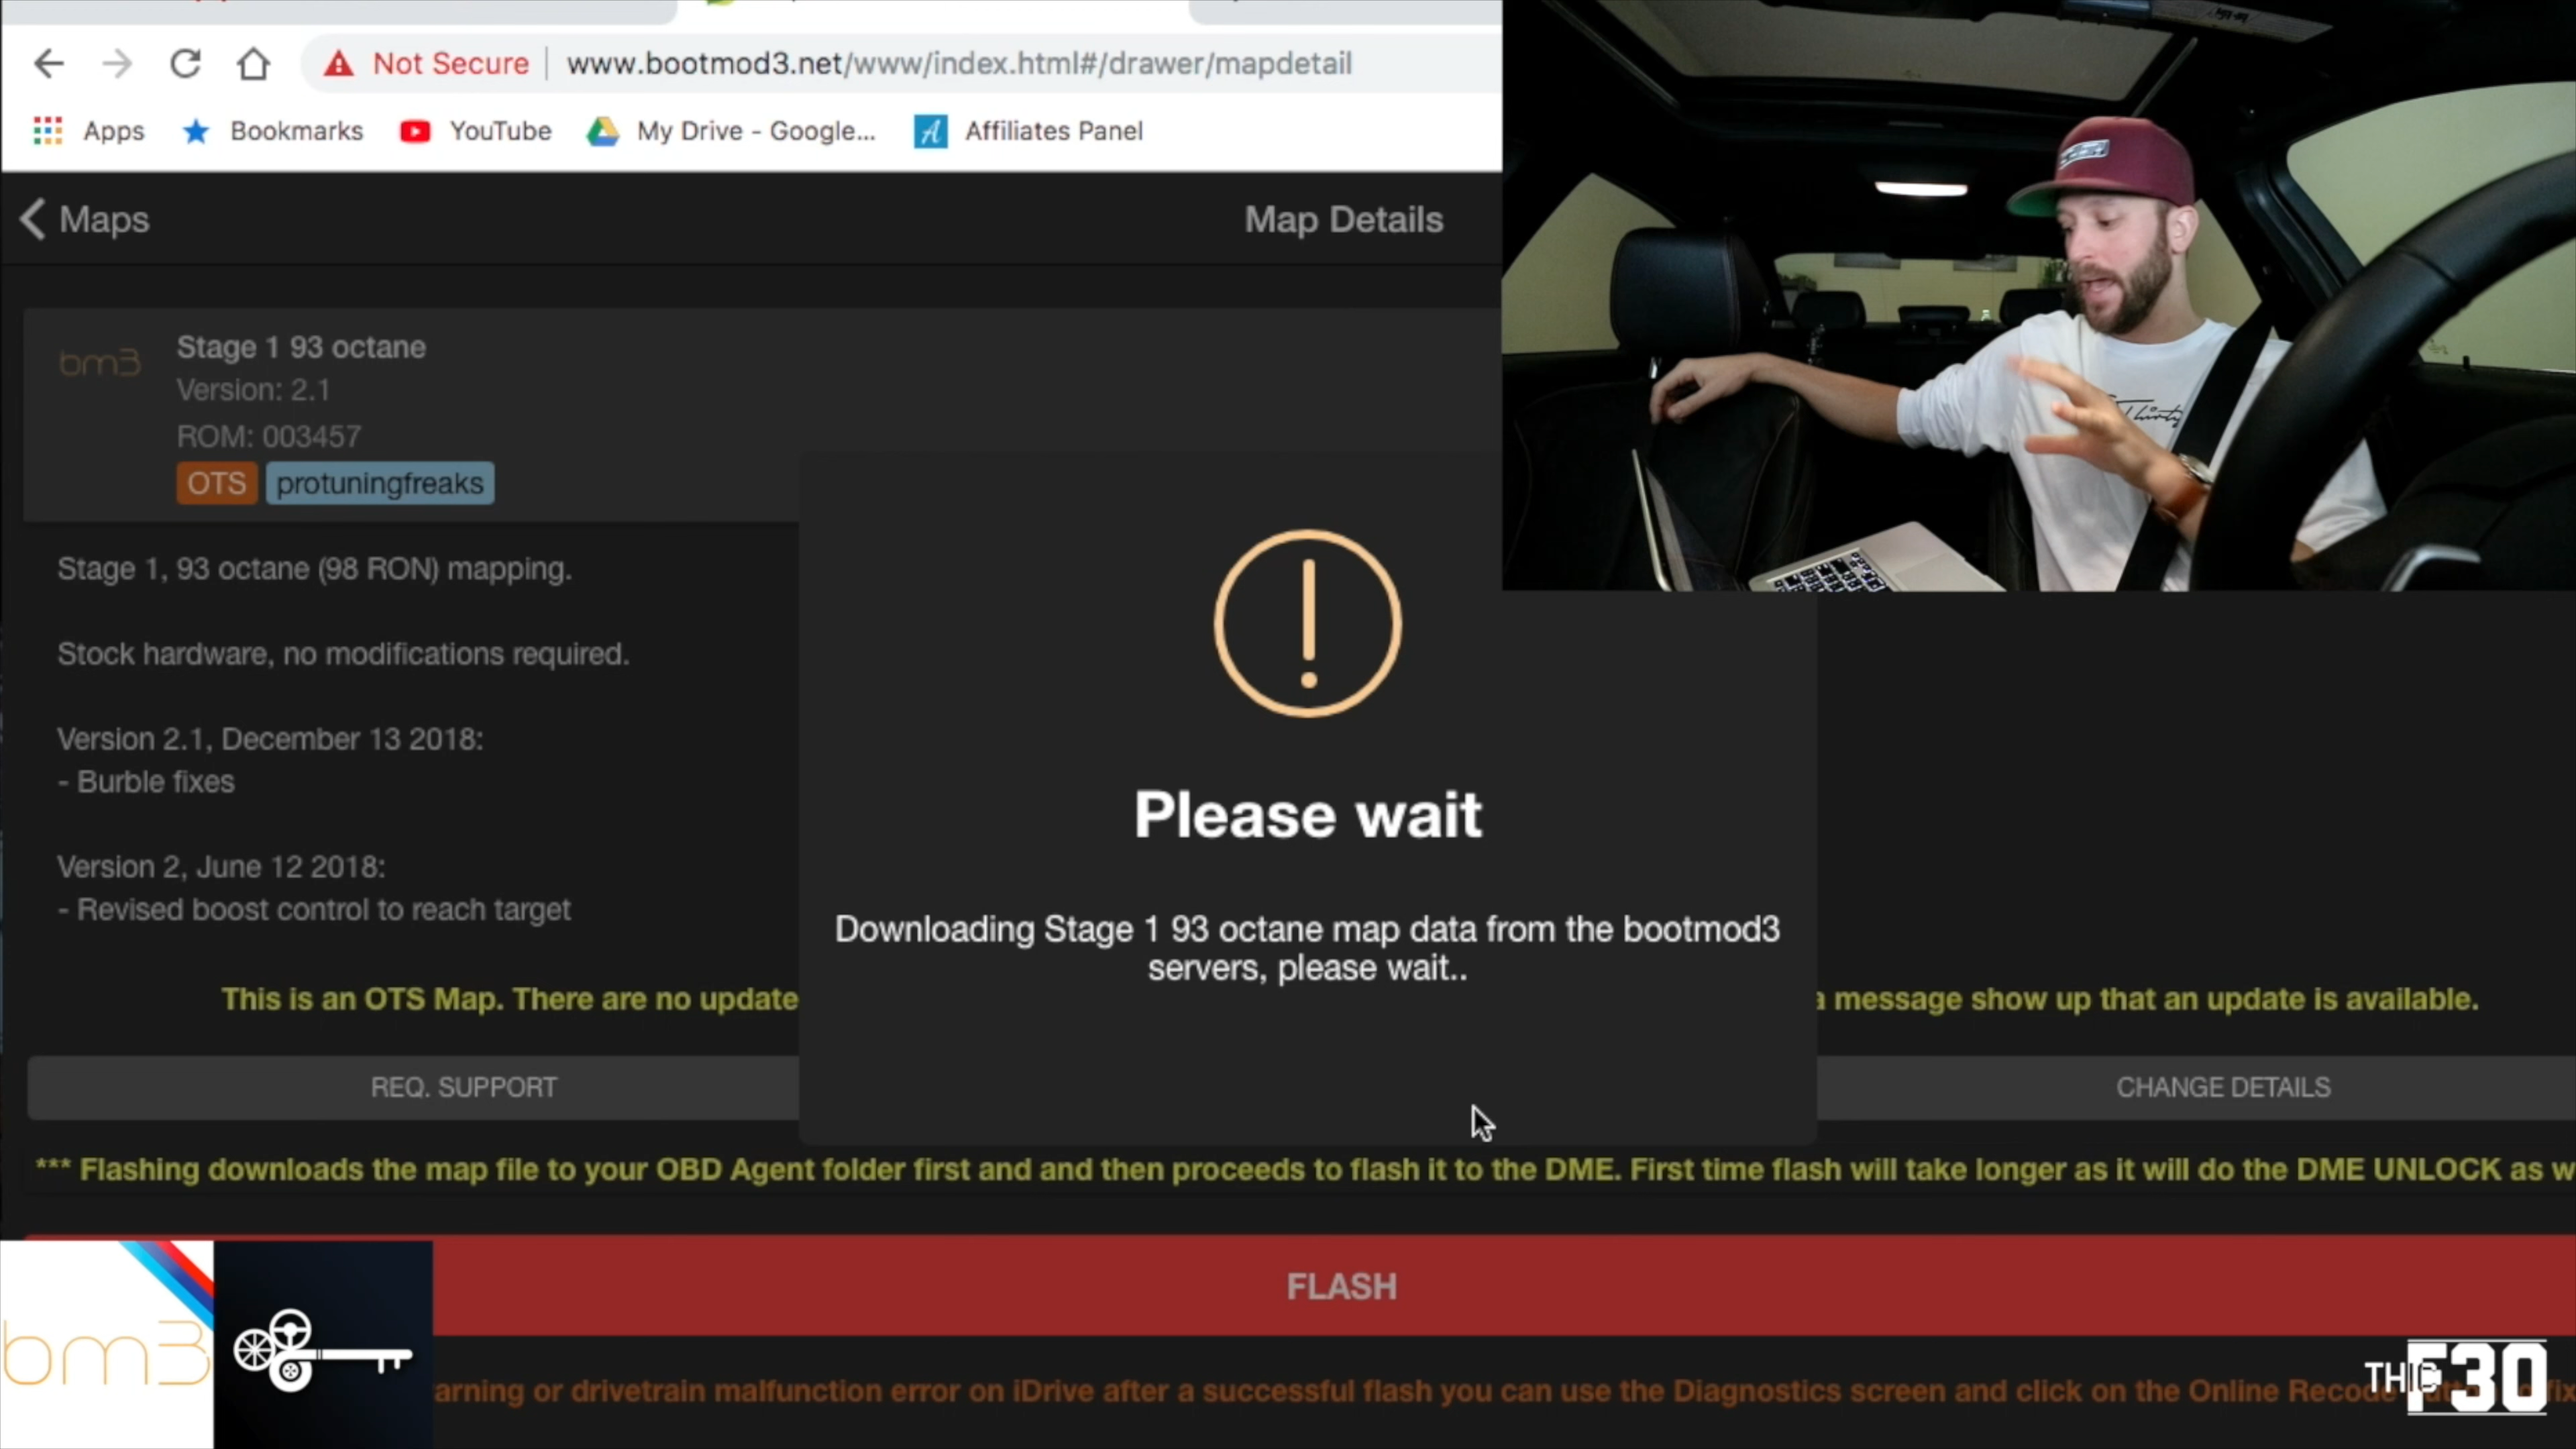 Not Secure www.bootmod3.net/www/index.html#/drawer/mapdetail
Apps Bookmarks YouTube My Drive - Google... Affiliates Panel
Maps
Map Details
bm3
Stage 1 93 octane
Version: 2.1
ROM: 003457
OTS protuningfreaks
Stage 1, 93 octane (98 RON) mapping.
Stock hardware, no modifications required.
Version 2.1, December 13 2018:
- Burble fixes
Version 2, June 12 2018:
- Revised boost control to reach target
Please wait
Downloading Stage 1 93 octane map data from the bootmod3
servers, please wait..
This is an OTS Map. There are no update
a message show up that an update is available.
REQ. SUPPORT
CHANGE DETAILS
*** Flashing downloads the map file to your OBD Agent folder first and and then proceeds to flash it to the DME. First time flash will take longer as it will do the DME UNLOCK as w
FLASH
bm3
arning or drivetrain malfunction error on iDrive after a successful flash you can use the Diagnostics screen and click on the Online Recode
F30
Thirty